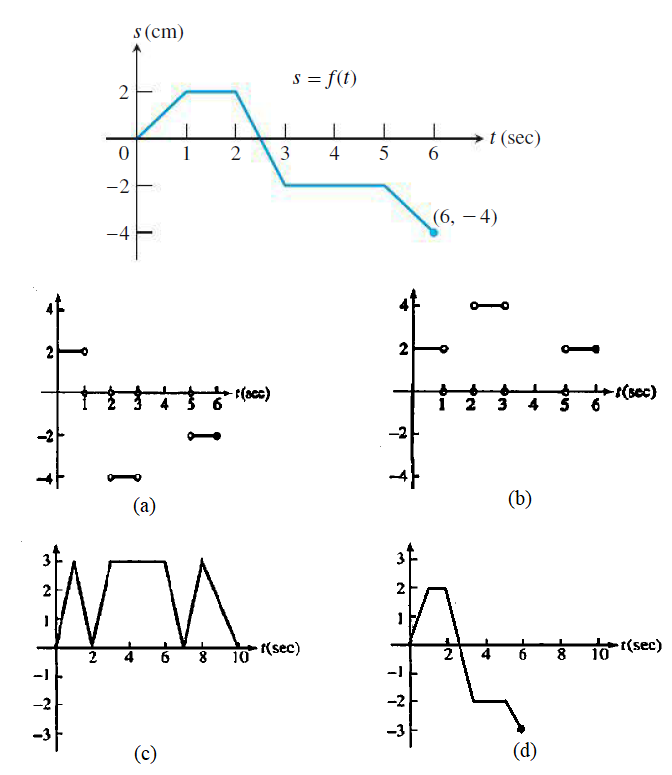 s (cm)
s = f(t)
2
t (sec)
0 1 2 3 4 5 6
−2
(6, −4)
−4
4
2
t(sec)
1 2 3 4 5 6
−2
−4
(a)
4
2
t(sec)
1 2 3 4 5 6
−2
−4
(b)
3
2
1
t(sec)
2 4 6 8 10
−1
−2
−3
(c)
3
2
1
t(sec)
2 4 6 8 10
−1
−2
−3
(d)